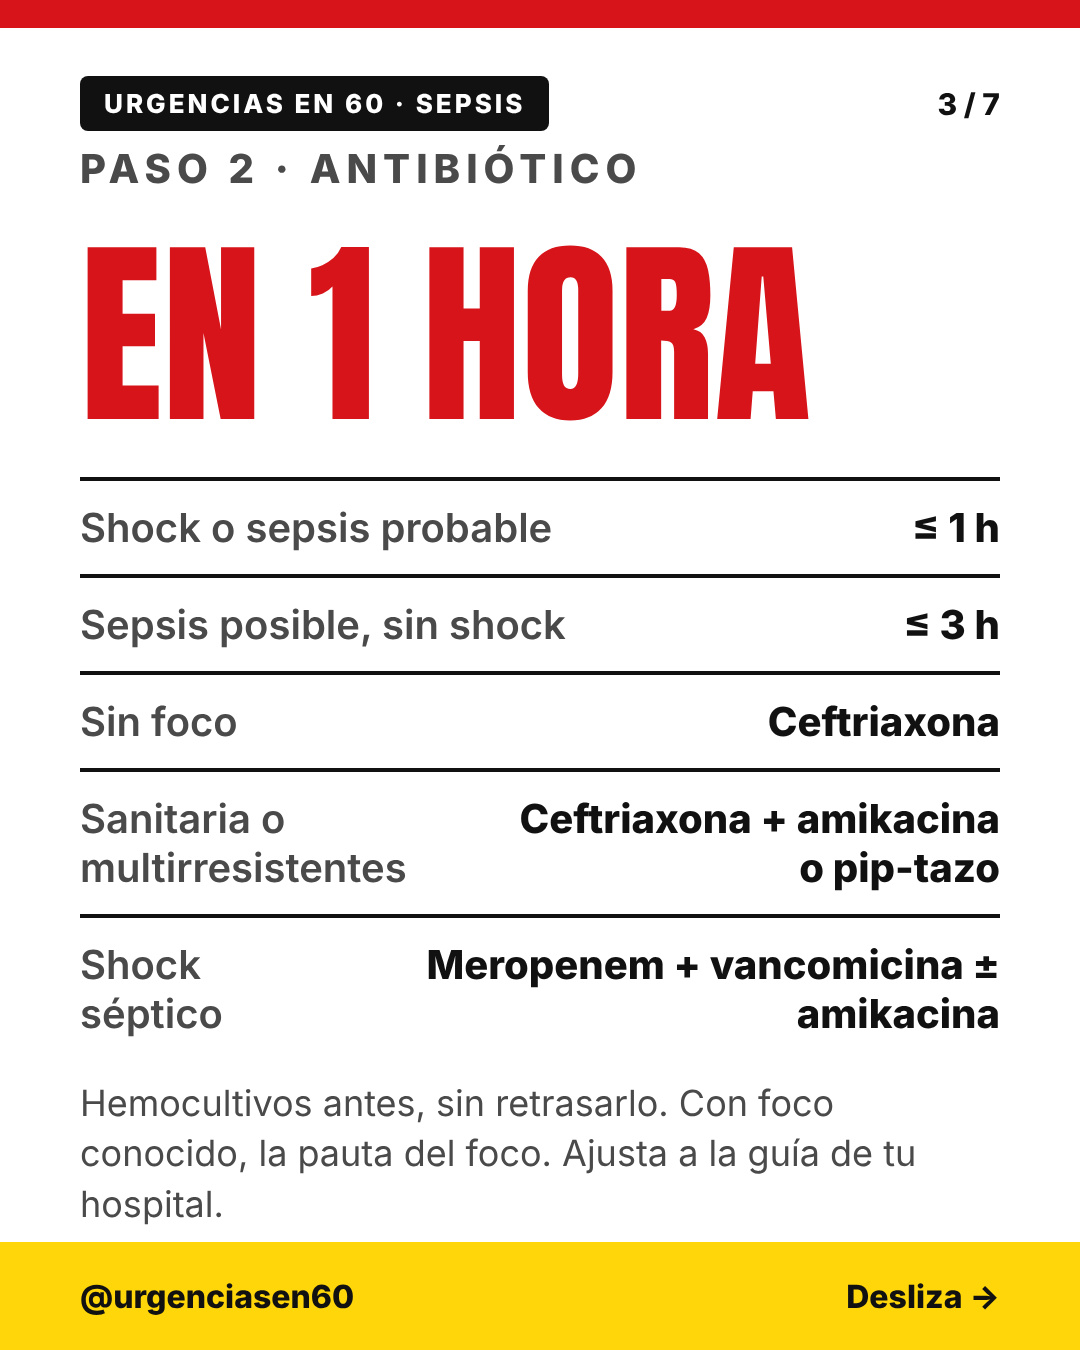 URGENCIAS EN 60 · SEPSIS
3 / 7
PASO 2 · ANTIBIÓTICO
EN 1 HORA
Shock o sepsis probable ≤ 1 h
Sepsis posible, sin shock ≤ 3 h
Sin foco Ceftriaxona
Sanitaria o multirresistentes
Ceftriaxona + amikacina o pip-tazo
Shock séptico
Meropenem + vancomicina ± amikacina
Hemocultivos antes, sin retrasarlo. Con foco
conocido, la pauta del foco. Ajusta a la guía de tu
hospital.
@urgenciasen60
Desliza →